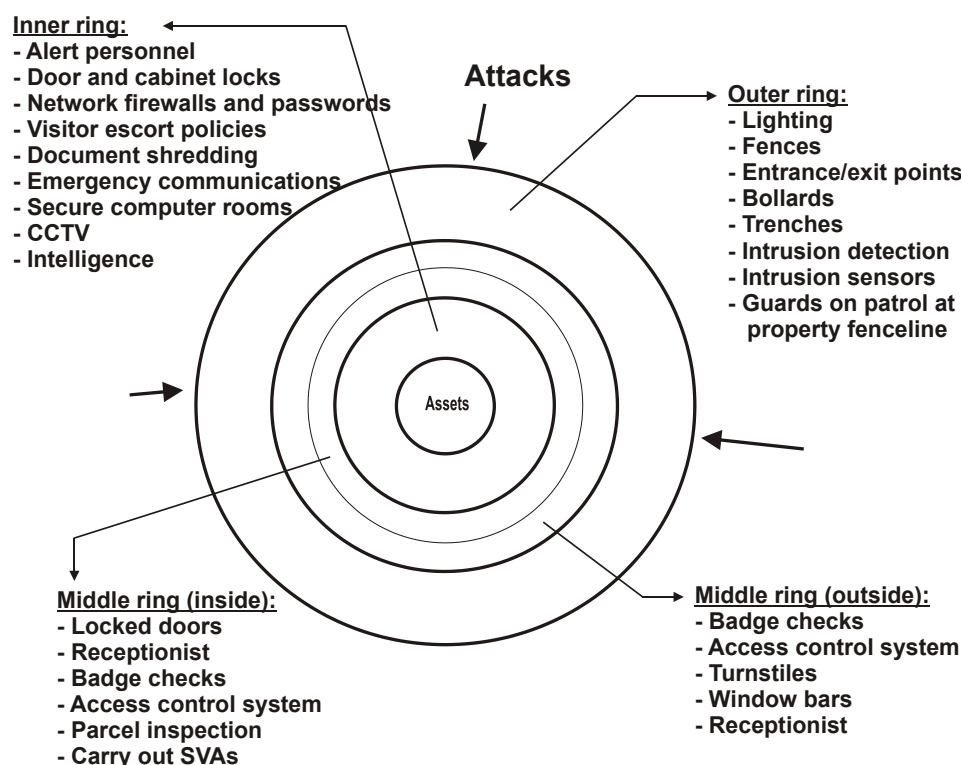 Inner ring:
- Alert personnel
- Door and cabinet locks
- Network firewalls and passwords
- Visitor escort policies
- Document shredding
- Emergency communications
- Secure computer rooms
- CCTV
- Intelligence
Attacks
Outer ring:
- Lighting
- Fences
- Entrance/exit points
- Bollards
- Trenches
- Intrusion detection
- Intrusion sensors
- Guards on patrol at
property fenceline
Assets
Middle ring (inside):
- Locked doors
- Receptionist
- Badge checks
- Access control system
- Parcel inspection
- Carry out SVAs
Middle ring (outside):
- Badge checks
- Access control system
- Turnstiles
- Window bars
- Receptionist